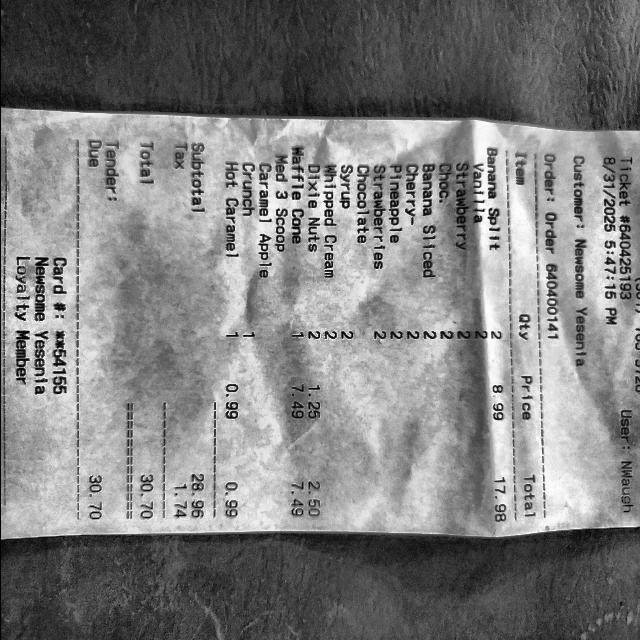 Ticket #640425193 User: NWaugh
8/31/2025 5:47:15 PM
Customer: Newsome Yesenia
Order: Order 640400141
Item Qty Price Total
Banana Split 2 8.99 17.98
Vanilla 2
Strawberry 2
Choc. 2
Banana Sliced 2
Cherry- 2
Pineapple 2
Strawberries 2
Chocolate
Syrup 2
Whipped Cream 2
Dixie Nuts 2 1.25 2.50
Waffle Cone 1 7.49 7.49
Med 3 Scoop
Caramel Apple
Crunch 1
Hot Caramel 1 0.99 0.99
Subtotal 28.96
Tax 1.74
Total 30.70
Tender:
Due 30.70
Card #: **54155
Newsome Yesenia
Loyalty Member